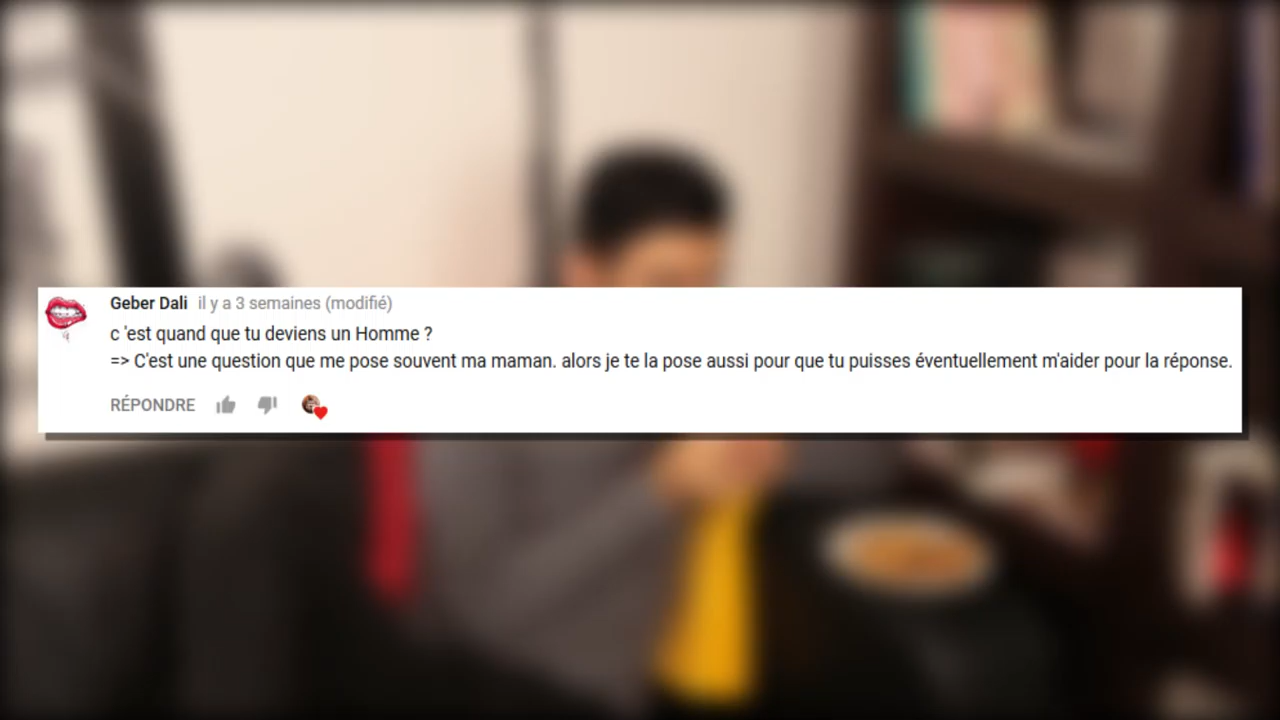 Geber Dali il y a 3 semaines (modifié)
c 'est quand que tu deviens un Homme ?
=> C'est une question que me pose souvent ma maman. alors je te la pose aussi pour que tu puisses éventuellement m'aider pour la réponse.
RÉPONDRE